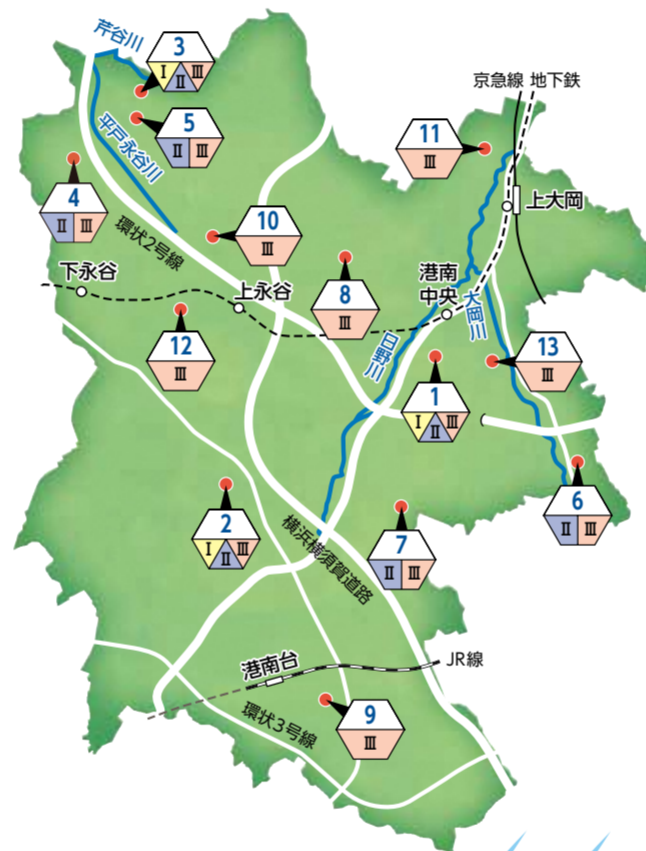 芹谷川
3
Ⅰ Ⅱ Ⅲ
京急線 地下鉄
平戸永谷川
5
Ⅱ Ⅲ
11
Ⅲ
4
Ⅱ Ⅲ
上大岡
環状2号線
10
Ⅲ
下永谷
上永谷
8
Ⅲ
港南
中央
大岡川
日野川
12
Ⅲ
13
Ⅲ
1
Ⅰ Ⅱ Ⅲ
2
Ⅰ Ⅱ Ⅲ
6
Ⅱ Ⅲ
横浜横須賀道路
7
Ⅱ Ⅲ
港南台
JR線
環状3号線
9
Ⅲ